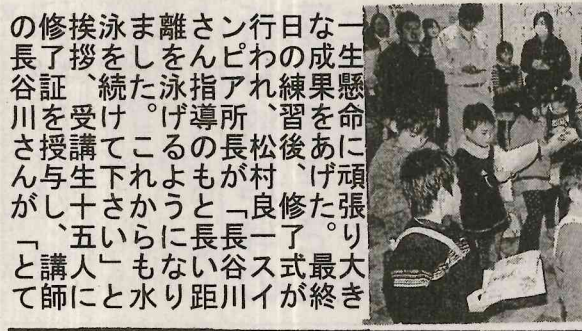 一生懸命に頑張り大き
な成果をあげた。最終
日の練習後、修了式が
行われ、松村良一スイ
ンピア所長が「長谷川
さん指導のもと長い距
離を泳げるようになり
ました。これからも水
泳を続けて下さい」と
挨拶、受講生十五人に
修了証を授与し、講師
の長谷川さんが「とて